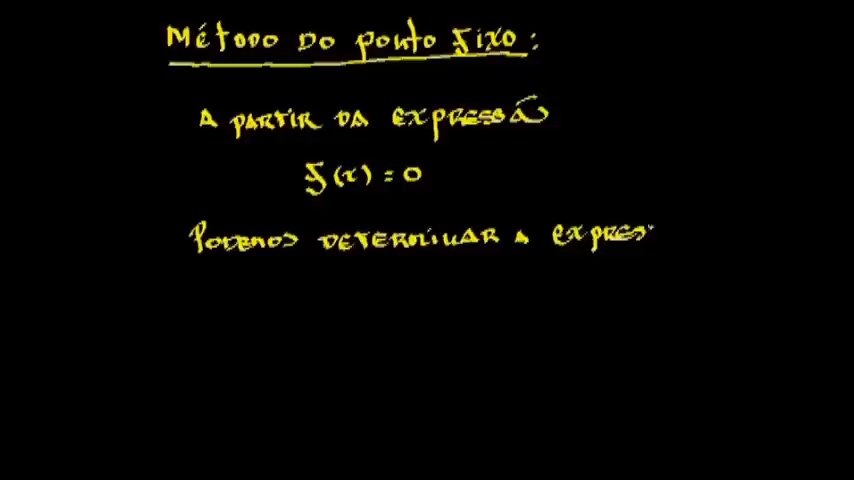 Método do ponto fixo:
A partir da expressão
f(x) = 0
Podemos determinar a expres